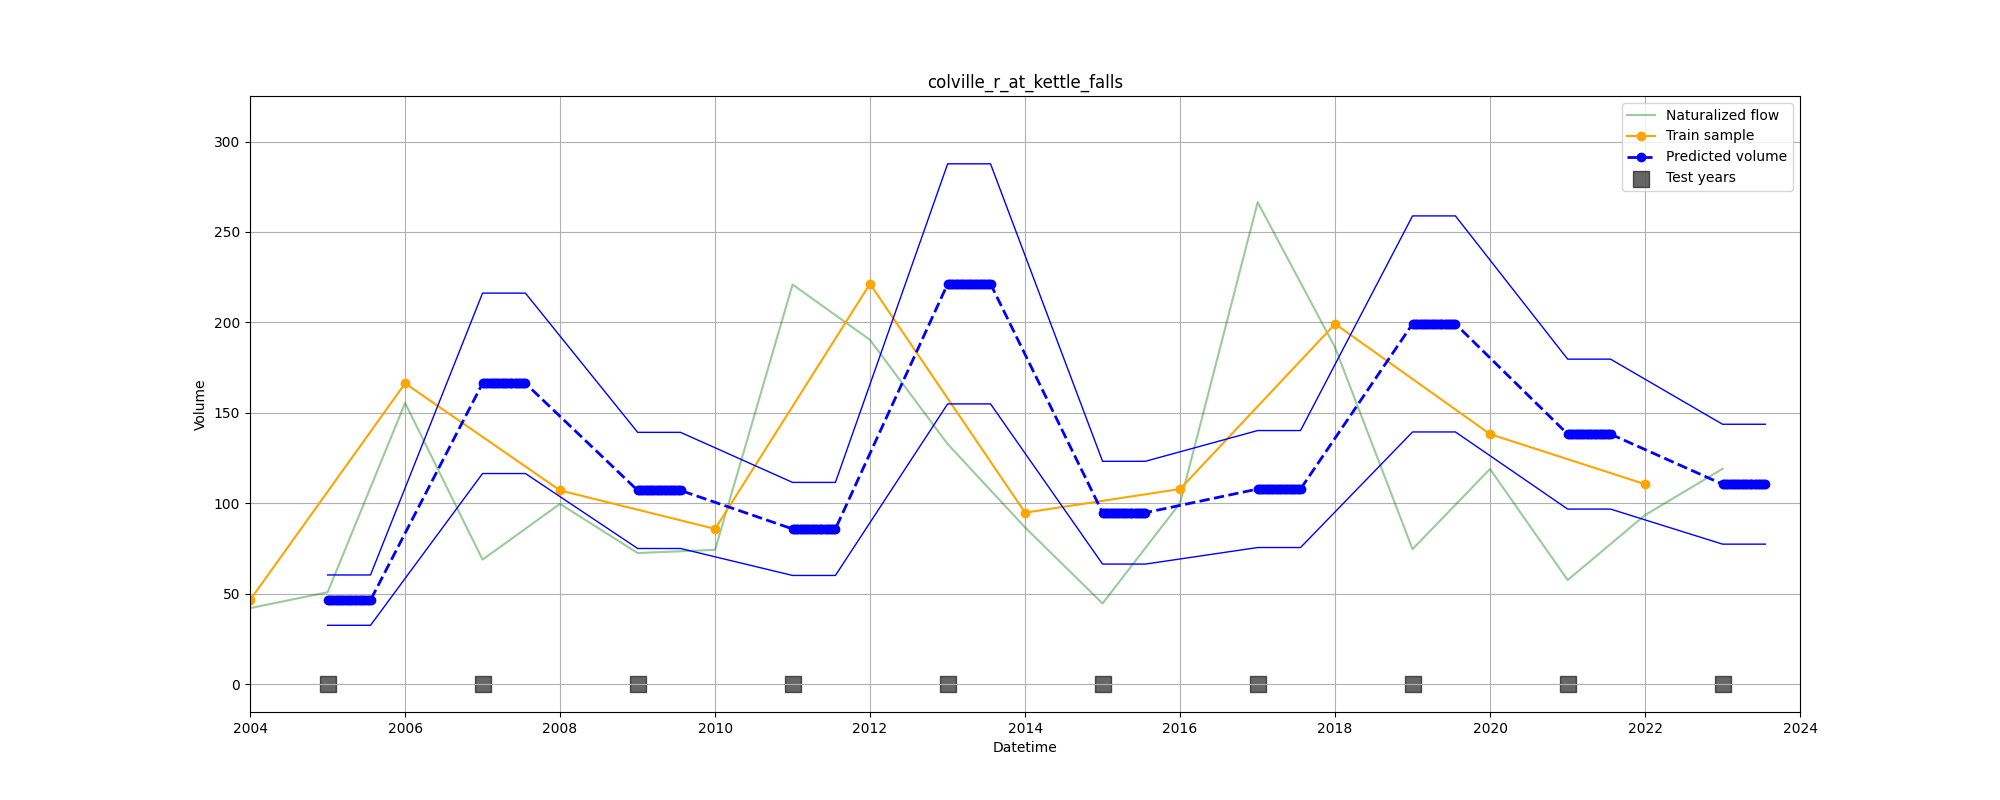 colville_r_at_kettle_falls
Naturalized flow
Train sample
Predicted volume
Test years
300
250
200
150
100
50
0
Volume
2004 2006 2008 2010 2012 2014 2016 2018 2020 2022 2024
Datetime